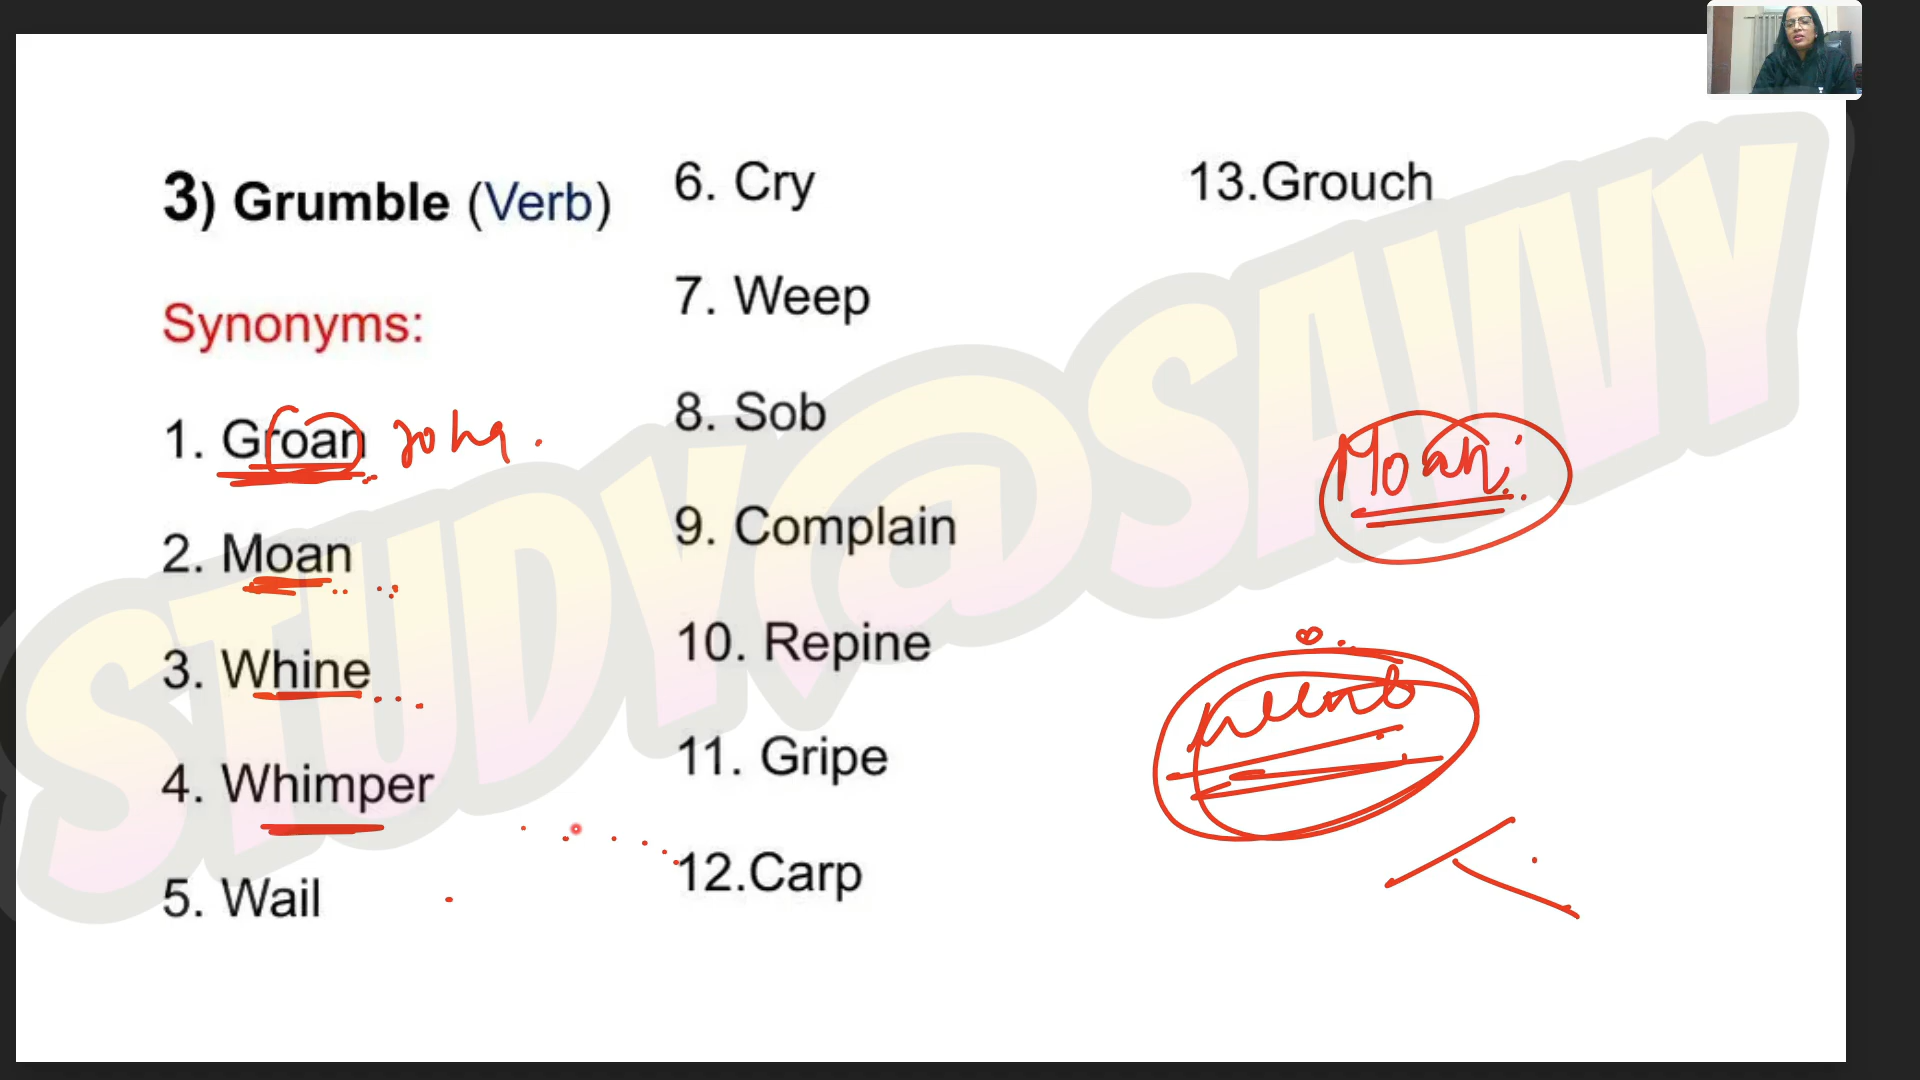 3) Grumble (Verb)
Synonyms:
1. Groan rona
2. Moan
3. Whine
4. Whimper
5. Wail
6. Cry
7. Weep
8. Sob
9. Complain
10. Repine
11. Gripe
12.Carp
13.Grouch
Moan
STUDY@SAVVY